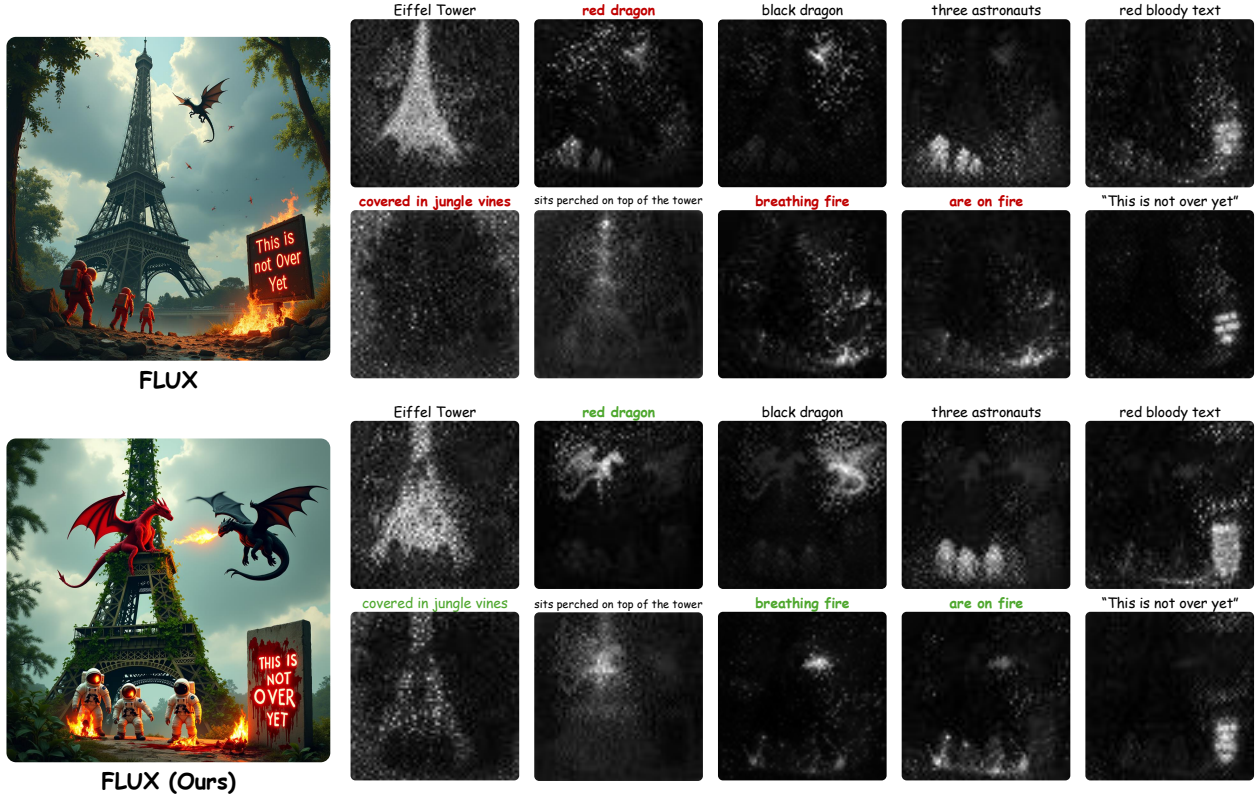 Eiffel Tower
red dragon
black dragon
three astronauts
red bloody text
This is
not Over
Yet
covered in jungle vines
sits perched on top of the tower
breathing fire
are on fire
“This is not over yet”
FLUX
Eiffel Tower
red dragon
black dragon
three astronauts
red bloody text
THIS IS
NOT
OVER
YET
covered in jungle vines
sits perched on top of the tower
breathing fire
are on fire
“This is not over yet”
FLUX (Ours)